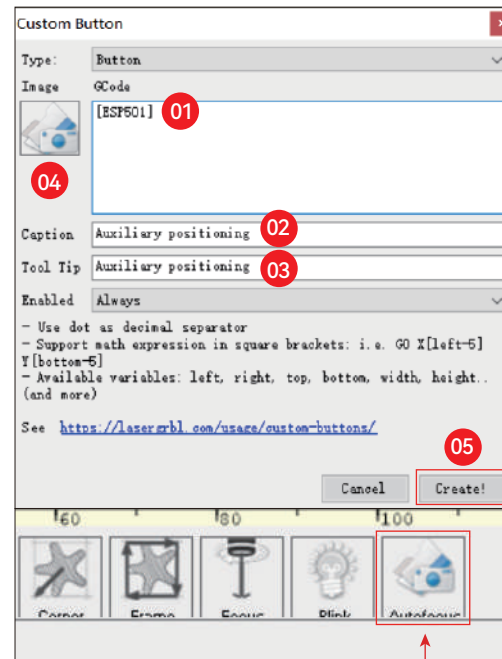 Custom Button
Type: Button
Image GCode
[ESP501] 01
04
Caption Auxiliary positioning 02
Tool Tip Auxiliary positioning 03
Enabled Always
- Use dot as decimal separator
- Support math expression in square brackets: i.e. G0 X[left-5]
Y[bottom-5]
- Available variables: left, right, top, bottom, width, height..
(and more)
See https://lasergrbl.com/usage/custom-buttons/
05
Cancel Create!
60 80 100
Corner Frame Focus Blink Autofocus